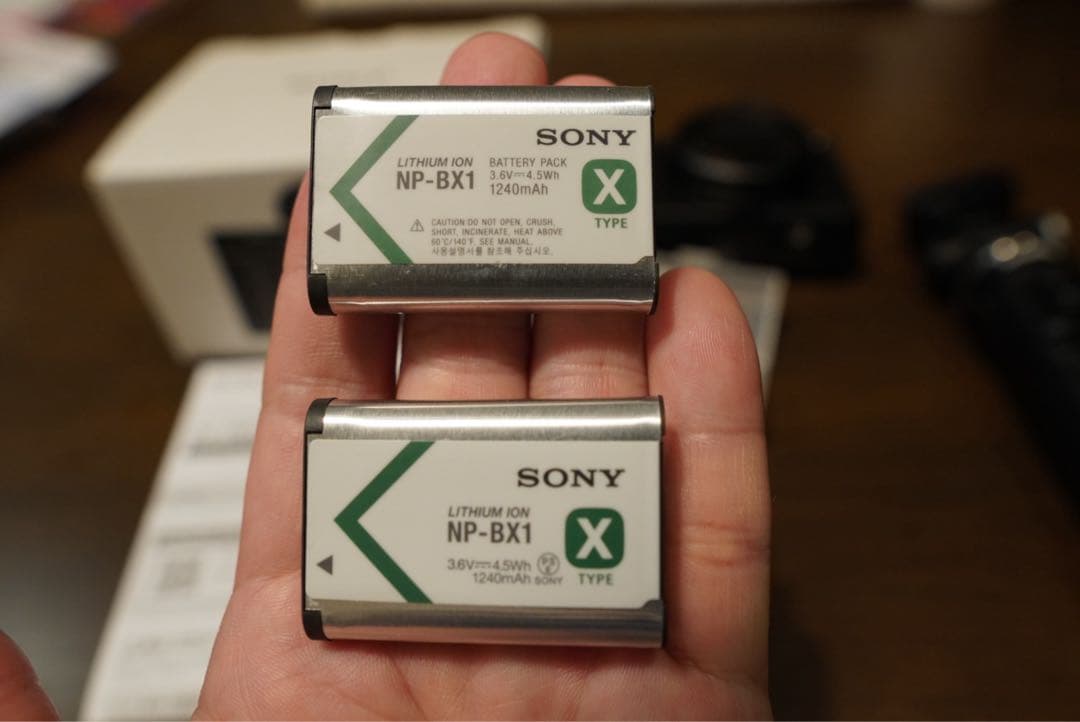 SONY
LITHIUM ION
NP-BX1
BATTERY PACK
3.6V⎓4.5Wh
1240mAh
X
TYPE
⚠ CAUTION:DO NOT OPEN, CRUSH,
SHORT, INCINERATE, HEAT ABOVE
60°C/140°F. SEE MANUAL.
사용설명서를 참조해 주십시오.
SONY
LITHIUM ION
NP-BX1
3.6V⎓4.5Wh
1240mAh
SONY
X
TYPE